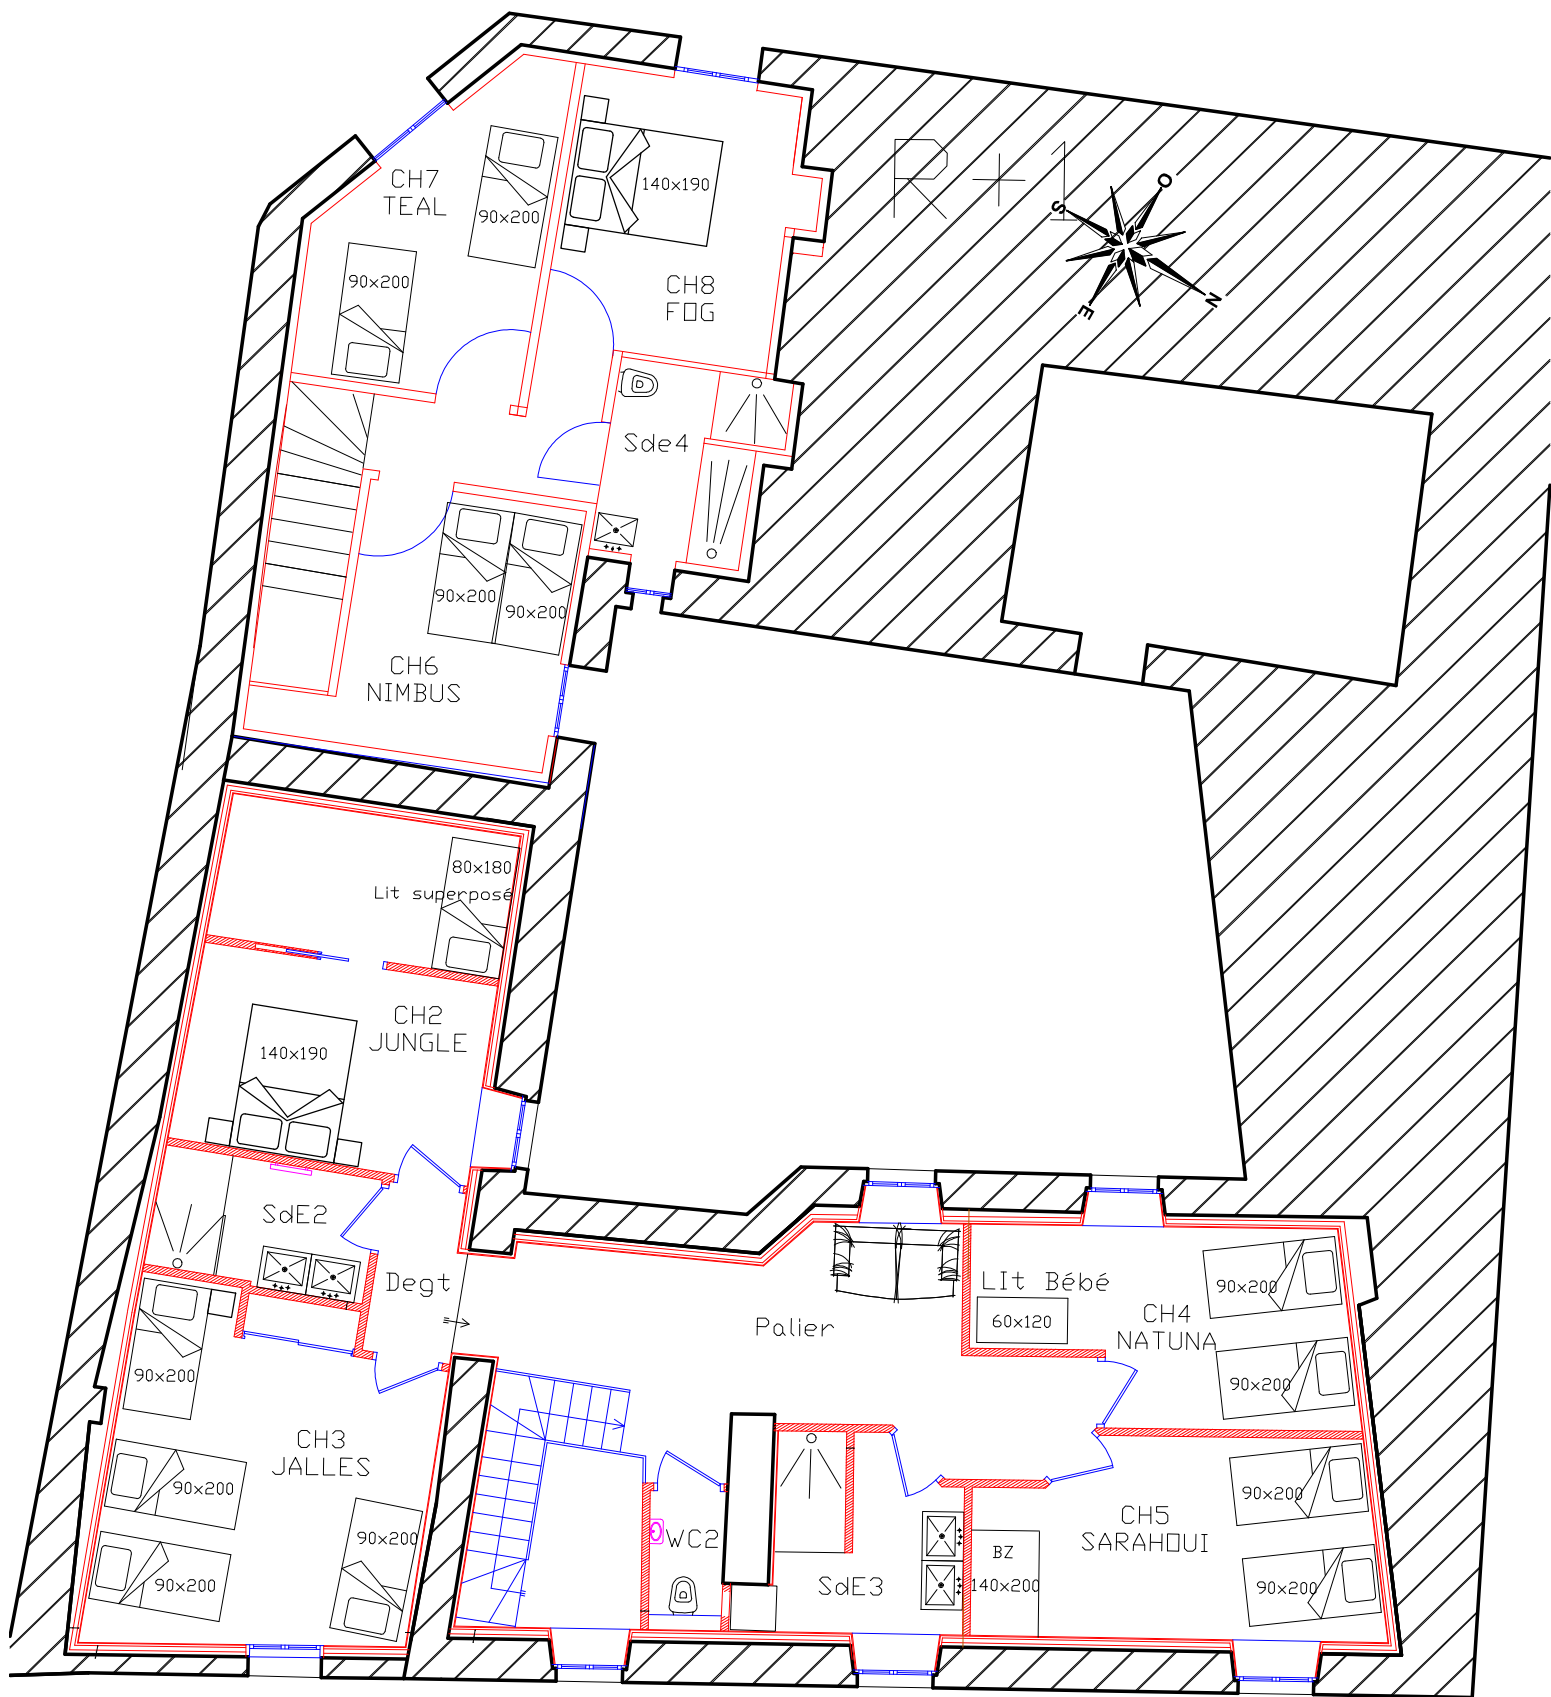 R+1
O
S
N
E
CH7
TEAL
90x200
90x200
140x190
CH8
FOG
Sde4
90x200
90x200
CH6
NIMBUS
80x180
Lit superposé
CH2
JUNGLE
140x190
SdE2
Degt
90x200
CH3
JALLES
90x200
90x200
90x200
Palier
LIt Bébé
60x120
CH4
NATUNA
90x200
90x200
WC2
SdE3
BZ
140x200
CH5
SARAHOUI
90x200
90x200